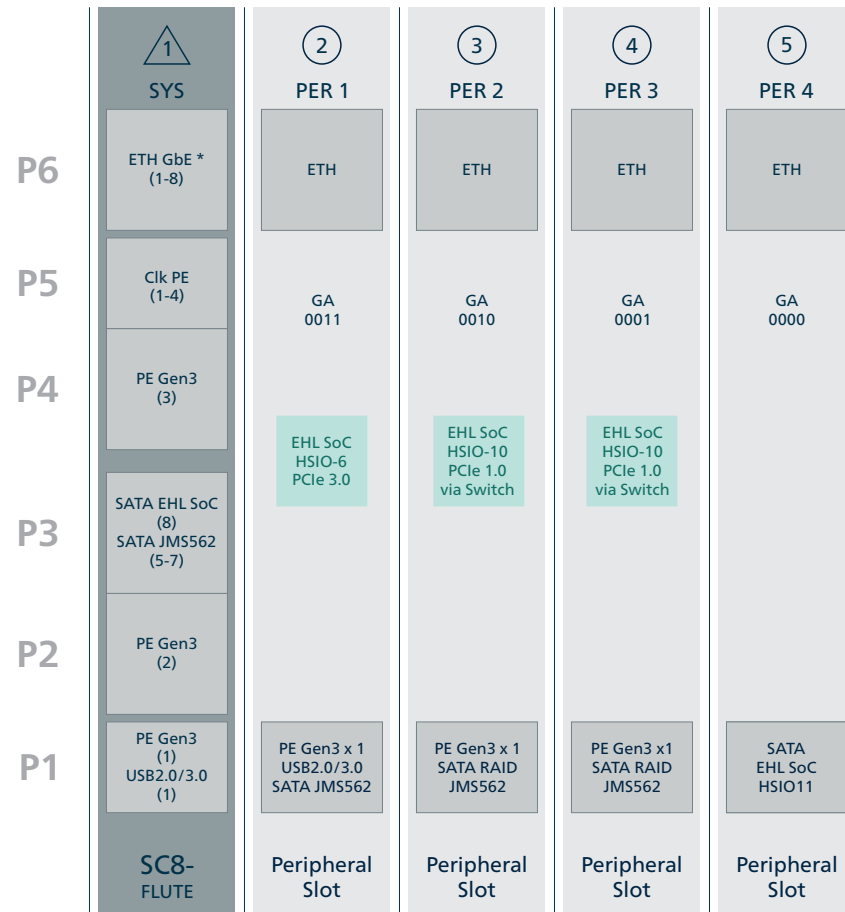 1
2
3
4
5
SYS
PER 1
PER 2
PER 3
PER 4
P6
ETH GbE *
(1-8)
ETH
ETH
ETH
ETH
P5
Clk PE
(1-4)
GA
0011
GA
0010
GA
0001
GA
0000
P4
PE Gen3
(3)
EHL SoC
HSIO-6
PCIe 3.0
EHL SoC
HSIO-10
PCIe 1.0
via Switch
EHL SoC
HSIO-10
PCIe 1.0
via Switch
P3
SATA EHL SoC
(8)
SATA JMS562
(5-7)
P2
PE Gen3
(2)
P1
PE Gen3
(1)
USB2.0/3.0
(1)
PE Gen3 x 1
USB2.0/3.0
SATA JMS562
PE Gen3 x 1
SATA RAID
JMS562
PE Gen3 x1
SATA RAID
JMS562
SATA
EHL SoC
HSIO11
SC8-
FLUTE
Peripheral
Slot
Peripheral
Slot
Peripheral
Slot
Peripheral
Slot